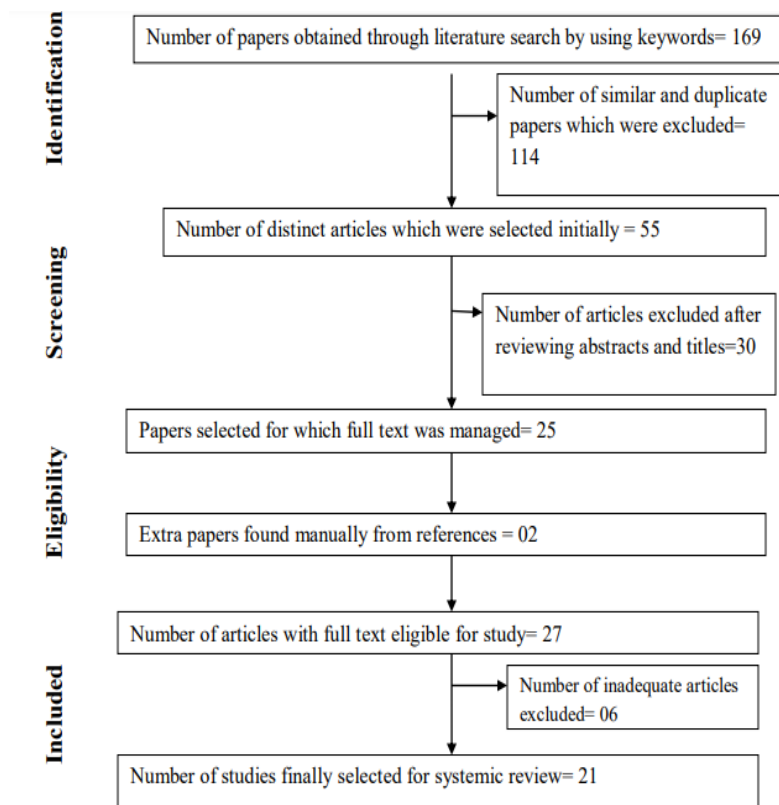 Identification
Number of papers obtained through literature search by using keywords= 169
Number of similar and duplicate
papers which were excluded=
114
Number of distinct articles which were selected initially = 55
Screening
Number of articles excluded after
reviewing abstracts and titles=30
Papers selected for which full text was managed= 25
Eligibility
Extra papers found manually from references = 02
Number of articles with full text eligible for study= 27
Included
Number of inadequate articles
excluded= 06
Number of studies finally selected for systemic review= 21